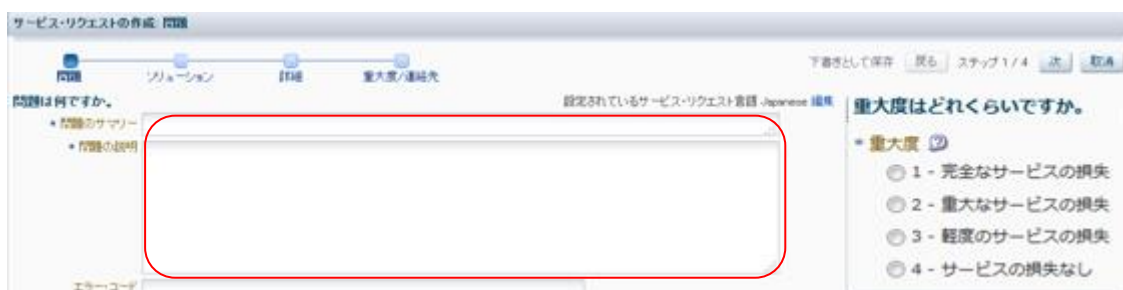 サービス・リクエストの作成: 問題
問題
ソリューション
詳細
重大度/連絡先
下書きとして保存 戻る ステップ 1 / 4 次 取消
問題は何ですか。
設定されているサービス・リクエスト言語 Japanese 編集
* 問題のサマリー
* 問題の説明
エラー・コード
重大度はどれくらいですか。
* 重大度 ?
1 - 完全なサービスの損失
2 - 重大なサービスの損失
3 - 軽度のサービスの損失
4 - サービスの損失なし